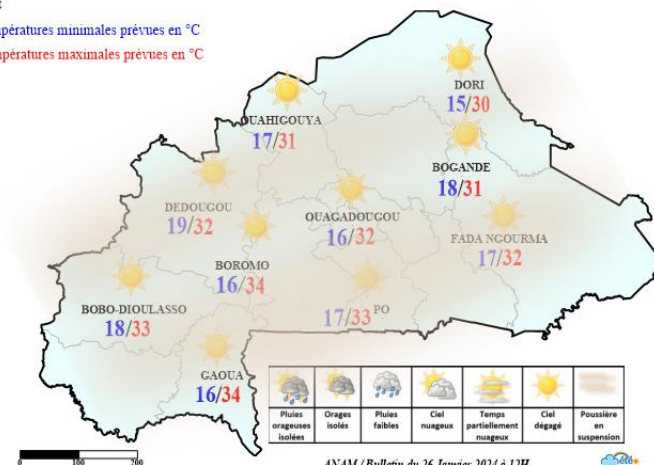 pératures minimales prévues en °C
pératures maximales prévues en °C
DORI
15/30
OUAHIGOUYA
17/31
BOGANDE
18/31
DEDOUGOU
19/32
OUAGADOUGOU
16/32
FADA NGOURMA
17/32
BOROMO
16/34
BOBO-DIOULASSO
18/33
PO
17/33
GAOUA
16/34
Pluies orageuses isolées
Orages isolés
Pluies faibles
Ciel nuageux
Temps partiellement nuageux
Ciel dégagé
Poussière en suspension
0 100 200
ANAM / Bulletin du 26 Janvier 2024 à 12H
météo